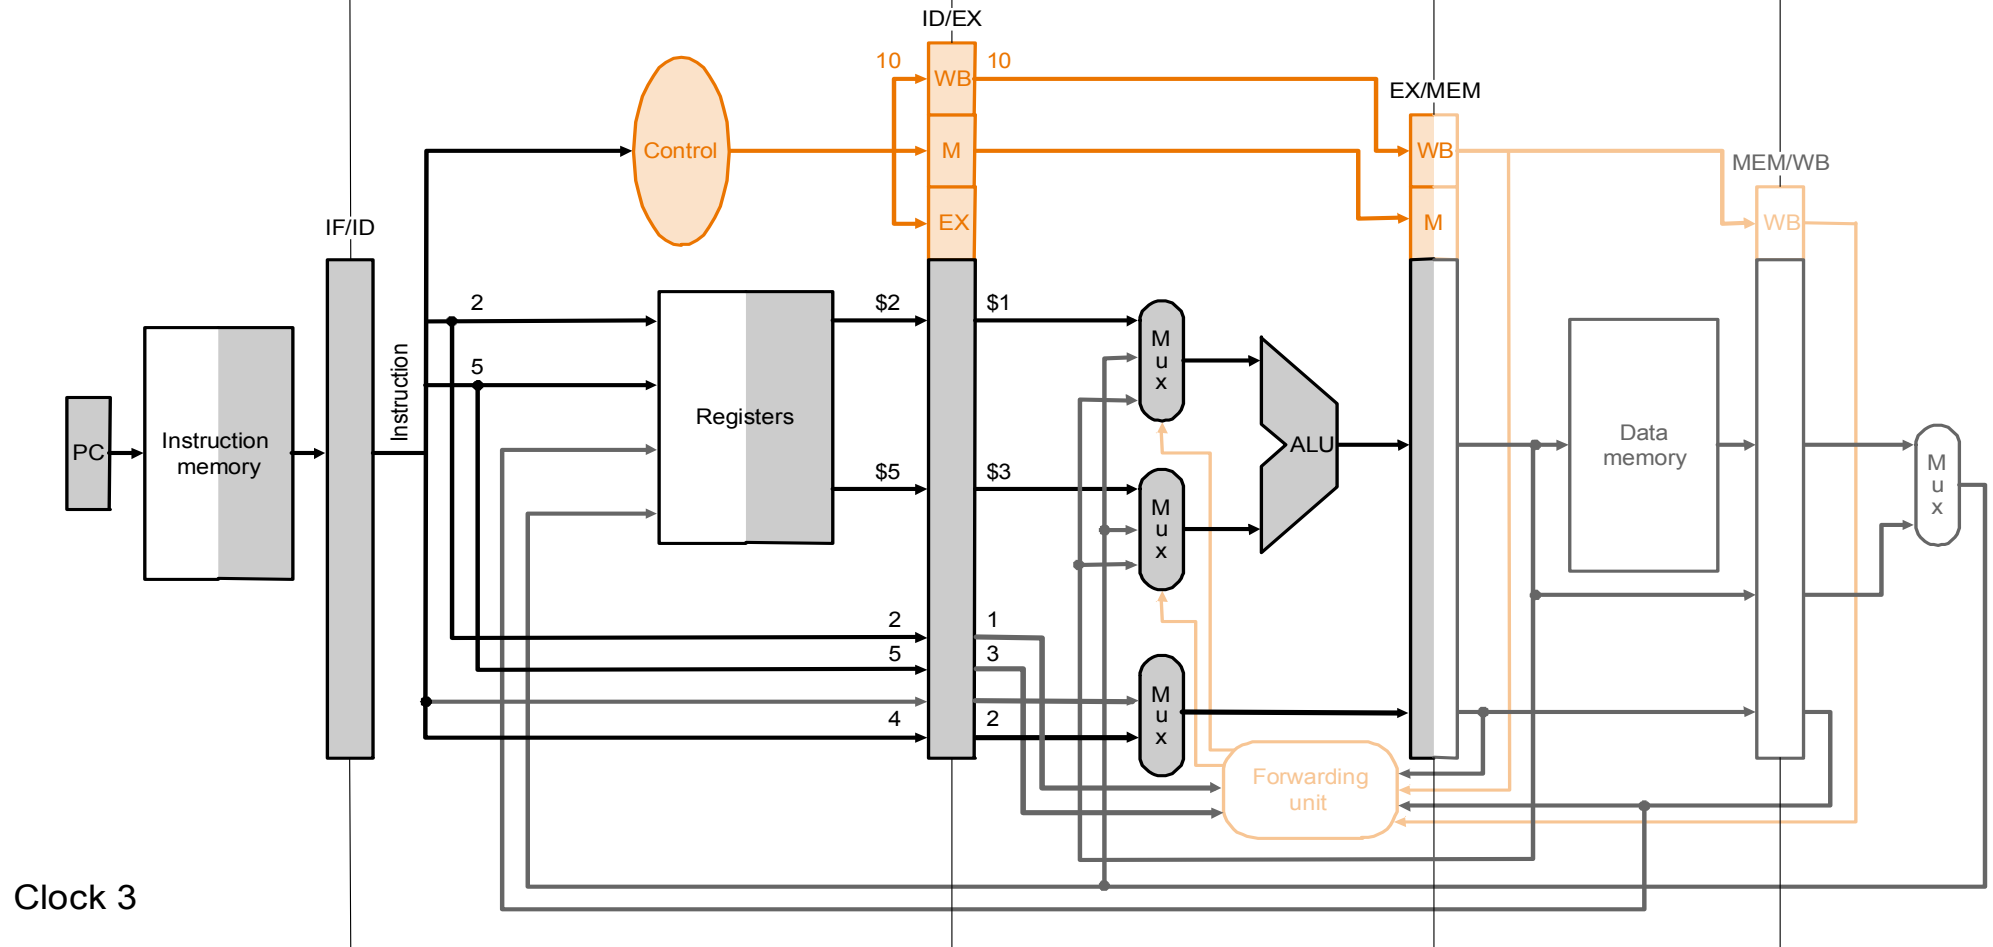 ID/EX
10
10
WB
EX/MEM
Control
M
WB
MEM/WB
IF/ID
EX
M
WB
2
$2
$1
M
u
x
Instruction
5
Registers
PC
Instruction
memory
ALU
Data
memory
M
u
x
$5
$3
M
u
x
2
1
5
3
M
u
x
4
2
Forwarding
unit
Clock 3